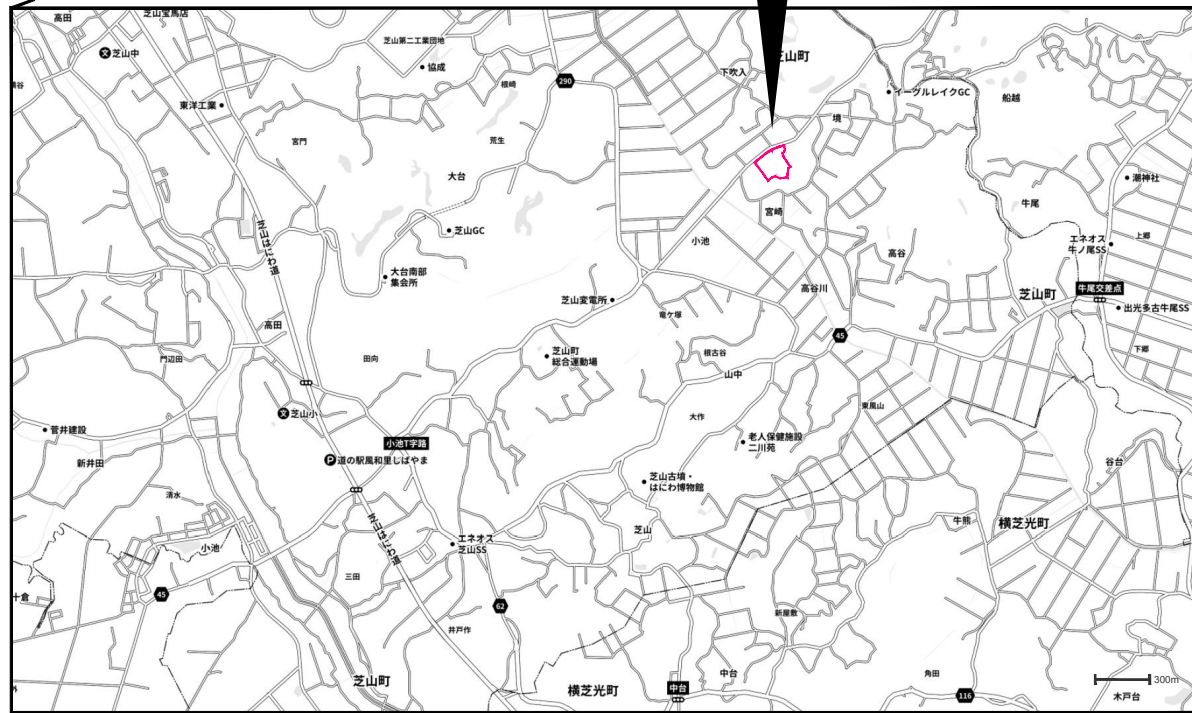 高田
芝山宝馬店
芝山中
芝山第二工業団地
協成
根崎
290
芝山町
下吹入
イーグルレイクGC
船越
境
東洋工業
宮門
荒生
大台
潮神社
牛尾
宮崎
芝山はにわ道
芝山GC
小池
上郷
エネオス
牛ノ尾SS
高谷
大台南部
集会所
高谷川
芝山町
牛尾交差点
芝山変電所
出光多古牛尾SS
竜ケ塚
高田
45
門辺田
田向
芝山町
総合運動場
根古谷
山中
下郷
芝山小
大作
東風山
菅井建設
小池T字路
老人保健施設
二川苑
新井田
道の駅風和里しばやま
谷台
芝山古墳・
はにわ博物館
清水
芝山はにわ道
芝山
牛熊
横芝光町
小池
エネオス
芝山SS
三田
十倉
45
62
新屋敷
井戸作
芝山町
横芝光町
中台
中台
角田
116
木戸台
300m